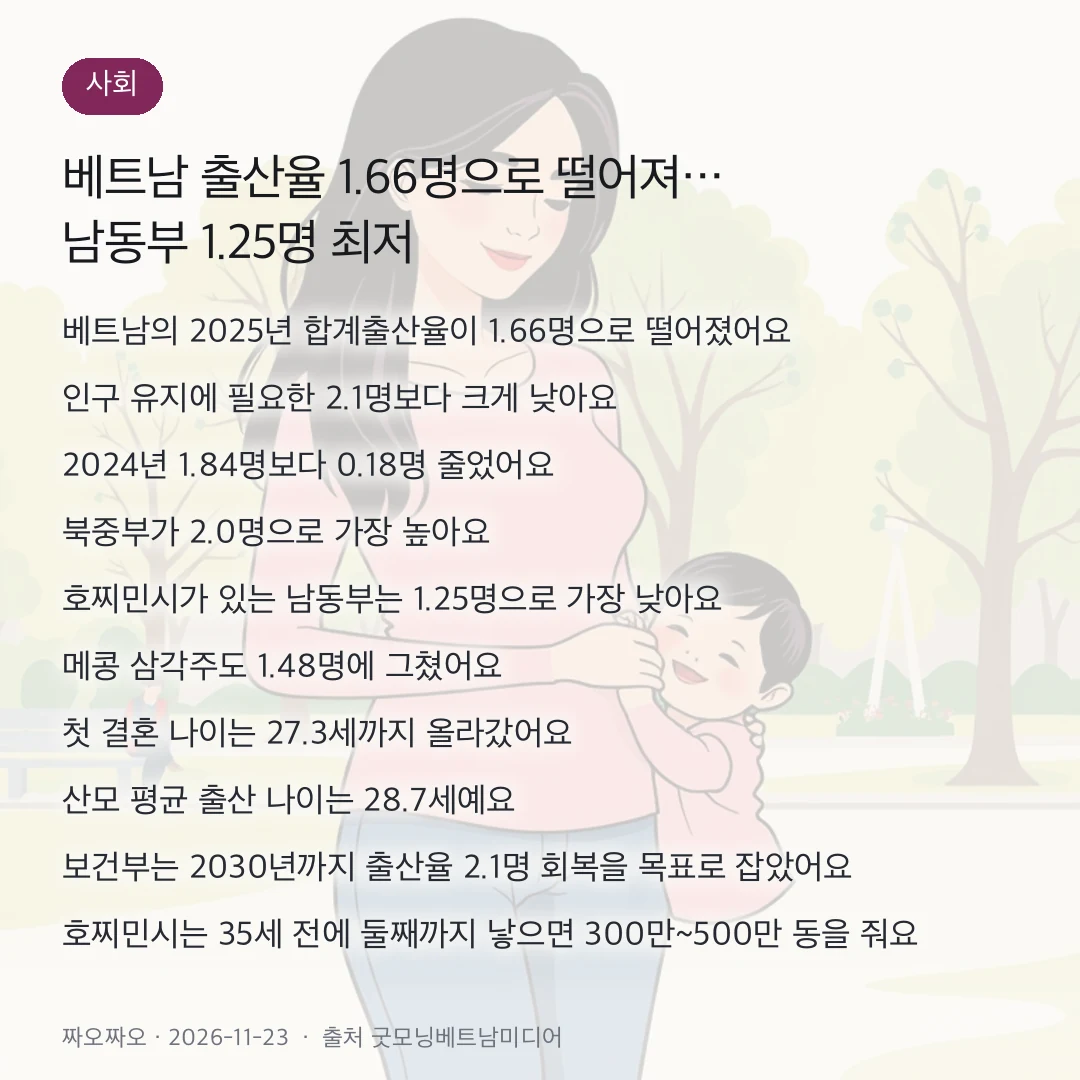 사회
베트남 출산율 1.66명으로 떨어져…
남동부 1.25명 최저
베트남의 2025년 합계출산율이 1.66명으로 떨어졌어요
인구 유지에 필요한 2.1명보다 크게 낮아요
2024년 1.84명보다 0.18명 줄었어요
북중부가 2.0명으로 가장 높아요
호찌민시가 있는 남동부는 1.25명으로 가장 낮아요
메콩 삼각주도 1.48명에 그쳤어요
첫 결혼 나이는 27.3세까지 올라갔어요
산모 평균 출산 나이는 28.7세예요
보건부는 2030년까지 출산율 2.1명 회복을 목표로 잡았어요
호찌민시는 35세 전에 둘째까지 낳으면 300만~500만 동을 줘요
짜오짜오 · 2026-11-23 · 출처 굿모닝베트남미디어